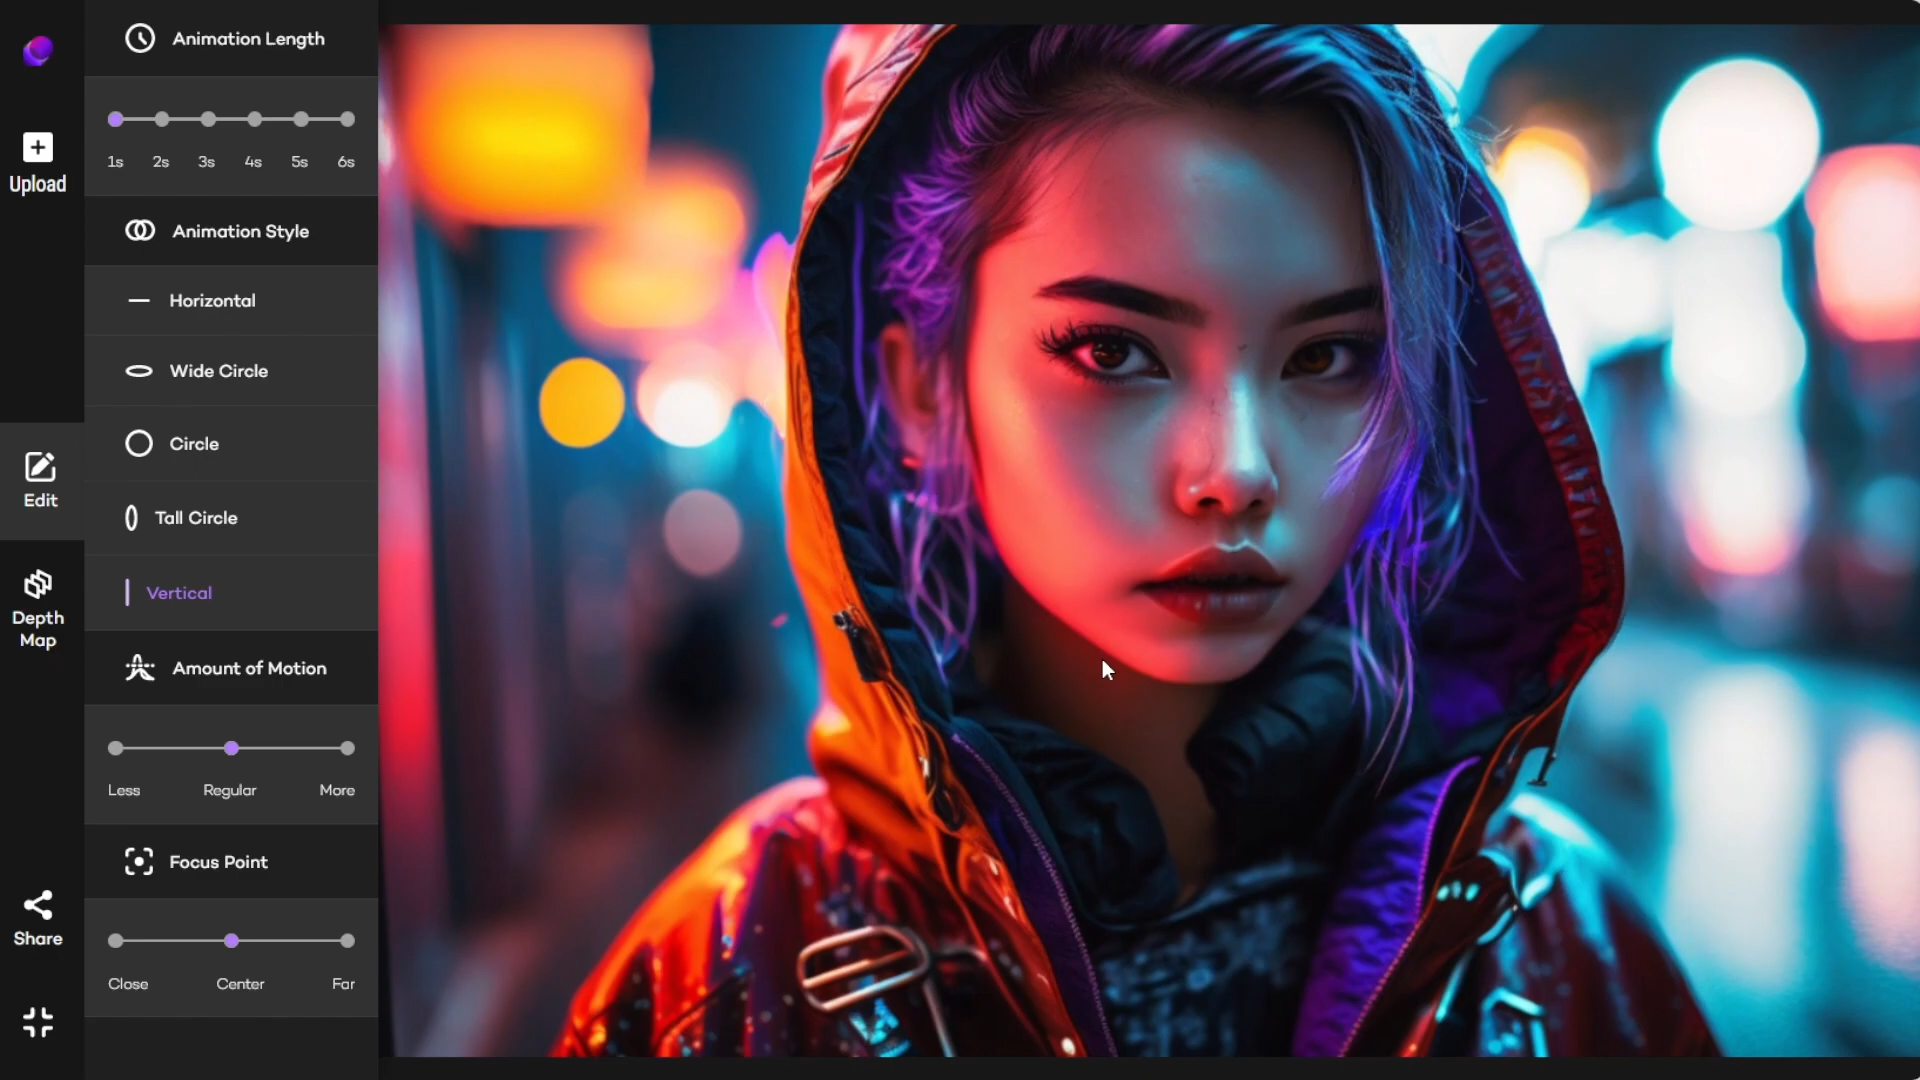 Animation Length
1s 2s 3s 4s 5s 6s
Upload
Animation Style
Horizontal
Wide Circle
Circle
Edit
Tall Circle
Vertical
Depth
Map
Amount of Motion
Less Regular More
Focus Point
Share
Close Center Far